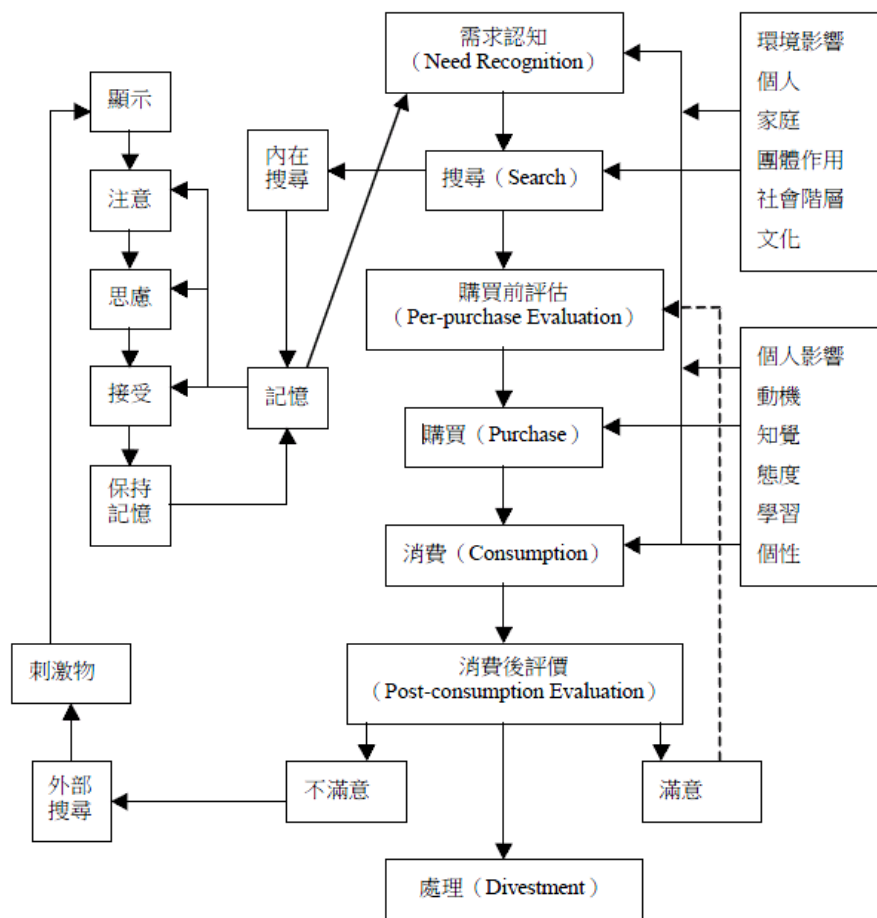 需求認知
（Need Recognition）
環境影響
個人
家庭
團體作用
社會階層
文化
顯示
內在
搜尋
搜尋（Search）
注意
思慮
購買前評估
（Per-purchase Evaluation）
接受
記憶
個人影響
動機
知覺
態度
學習
個性
購買（Purchase）
保持
記憶
消費（Consumption）
刺激物
消費後評價
（Post-consumption Evaluation）
外部
搜尋
不滿意
滿意
處理（Divestment）